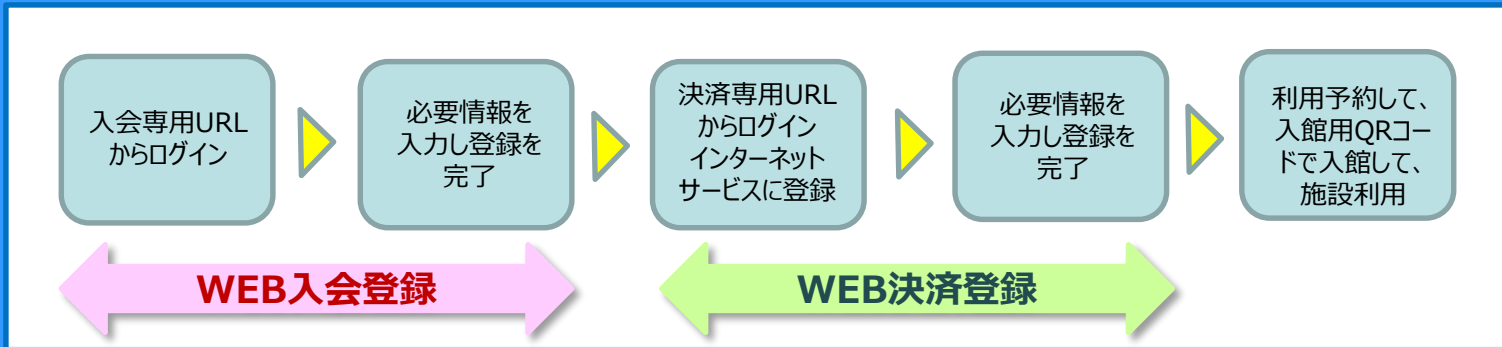 入会専用URL
からログイン
必要情報を
入力し登録を
完了
決済専用URL
からログイン
インターネット
サービスに登録
必要情報を
入力し登録を
完了
利用予約して、
入館用QRコー
ドで入館して、
施設利用
WEB入会登録
WEB決済登録